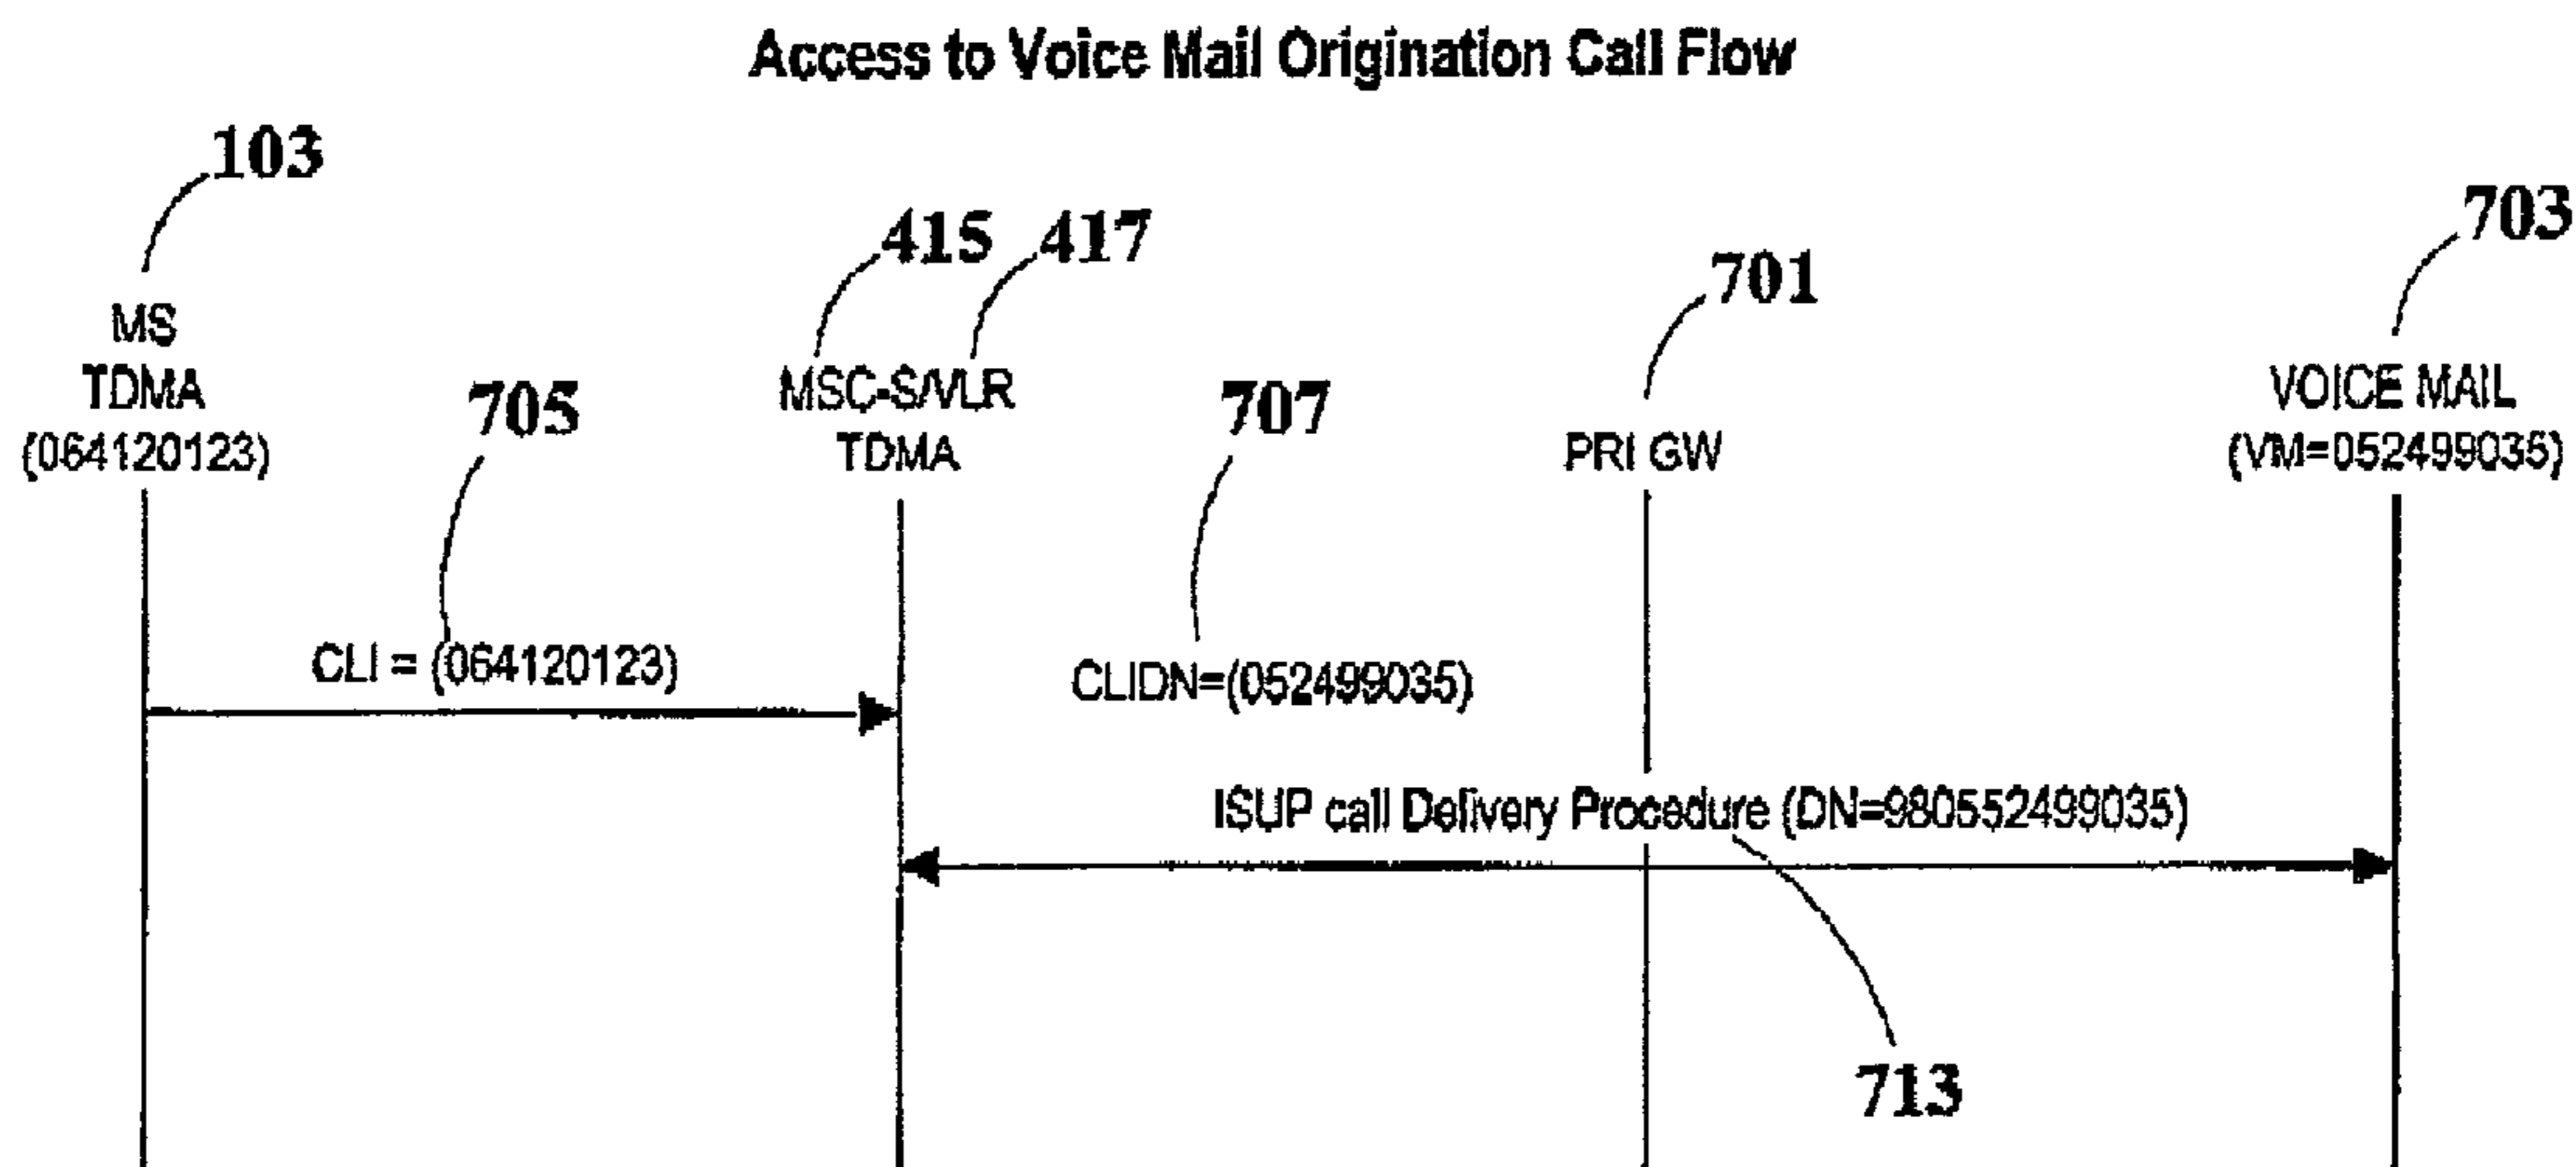 Access to Voice Mail Origination Call Flow
103
415
417
701
703
MS
TDMA
(064120123)
705
MSC-S/VLR
TDMA
707
PRI GW
VOICE MAIL
(VM=052499035)
CLI = (064120123)
CLIDN=(052499035)
ISUP call Delivery Procedure (DN=980552499035)
713